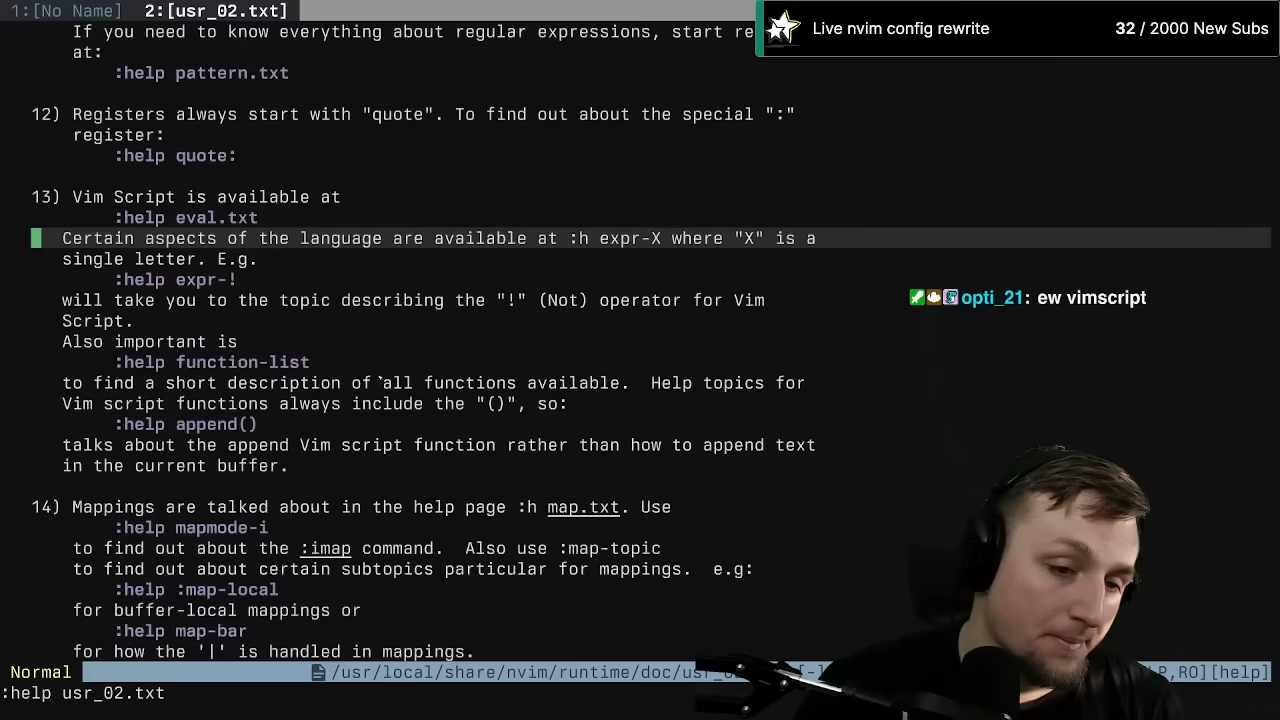 1:[No Name]  2:[usr_02.txt]
Live nvim config rewrite 32 / 2000 New Subs
If you need to know everything about regular expressions, start
at:
:help pattern.txt
12) Registers always start with "quote". To find out about the special ":"
register:
:help quote:
13) Vim Script is available at
:help eval.txt
Certain aspects of the language are available at :h expr-X where "X" is a
single letter. E.g.
:help expr-!
will take you to the topic describing the "!" (Not) operator for Vim
Script.
Also important is
:help function-list
to find a short description of all functions available.  Help topics for
Vim script functions always include the "()", so:
:help append()
talks about the append Vim script function rather than how to append text
in the current buffer.
opti_21: ew vimscript
14) Mappings are talked about in the help page :h map.txt. Use
:help mapmode-i
to find out about the :imap command.  Also use :map-topic
to find out about certain subtopics particular for mappings.  e.g:
:help :map-local
for buffer-local mappings or
:help map-bar
for how the '|' is handled in mappings.
Normal /usr/local/share/nvim/runtime/doc/ [-] P,RO][help]
:help usr_02.txt